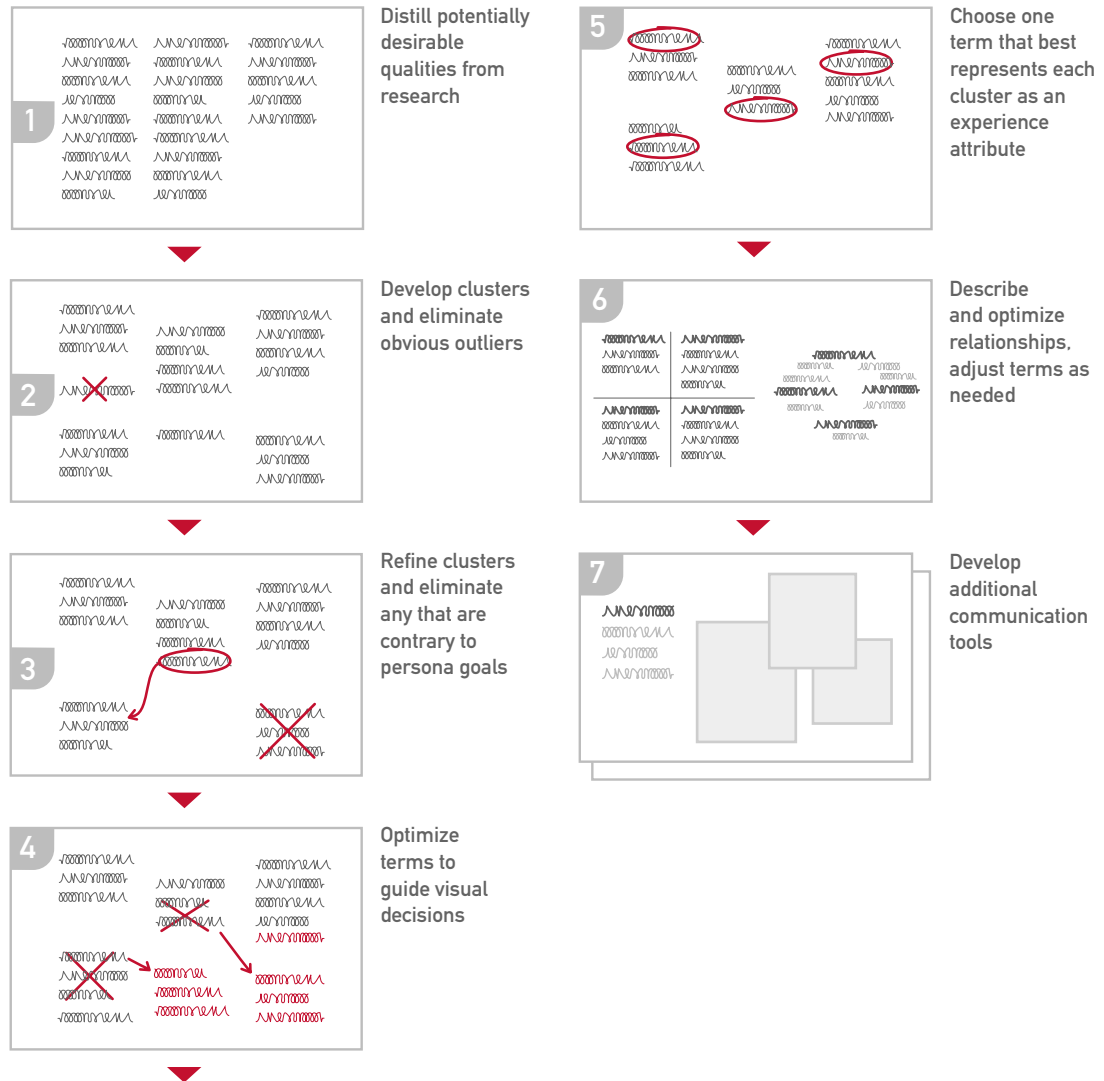 1
Distill potentially
desirable
qualities from
research
2
Develop clusters
and eliminate
obvious outliers
3
Refine clusters
and eliminate
any that are
contrary to
persona goals
4
Optimize
terms to
guide visual
decisions
5
Choose one
term that best
represents each
cluster as an
experience
attribute
6
Describe
and optimize
relationships,
adjust terms as
needed
7
Develop
additional
communication
tools